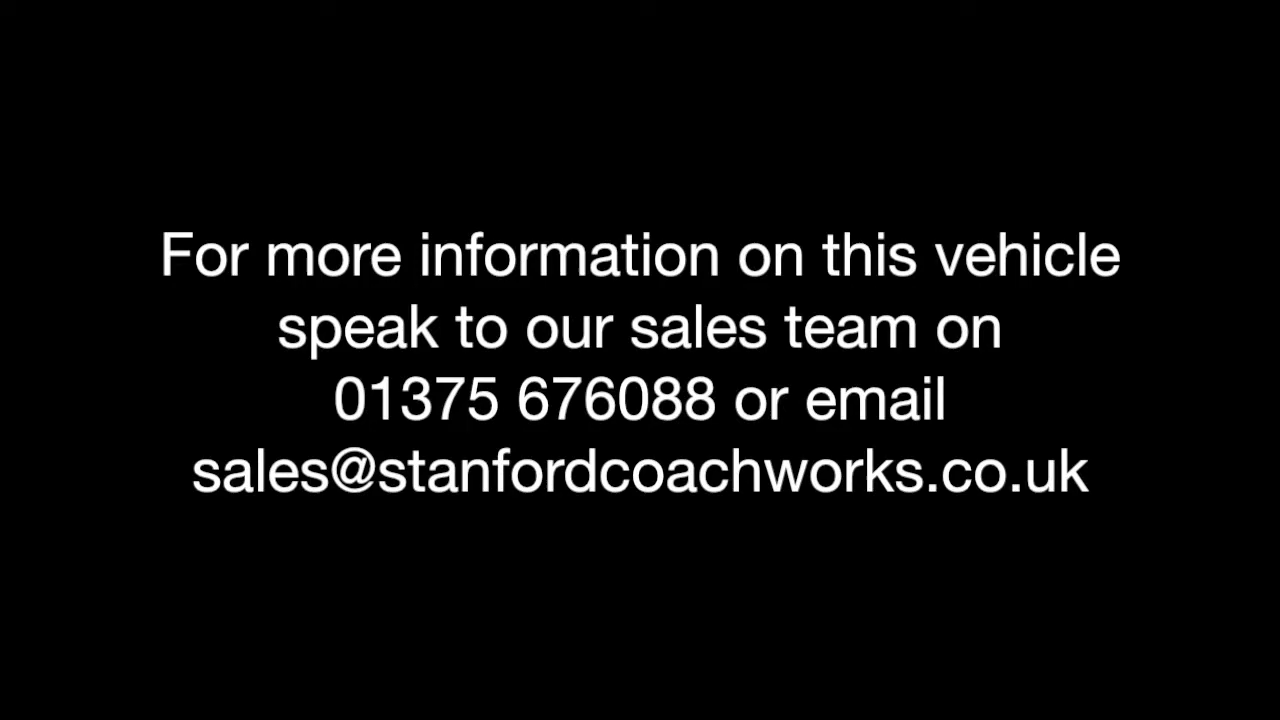 For more information on this vehicle
speak to our sales team on
01375 676088 or email
sales@stanfordcoachworks.co.uk